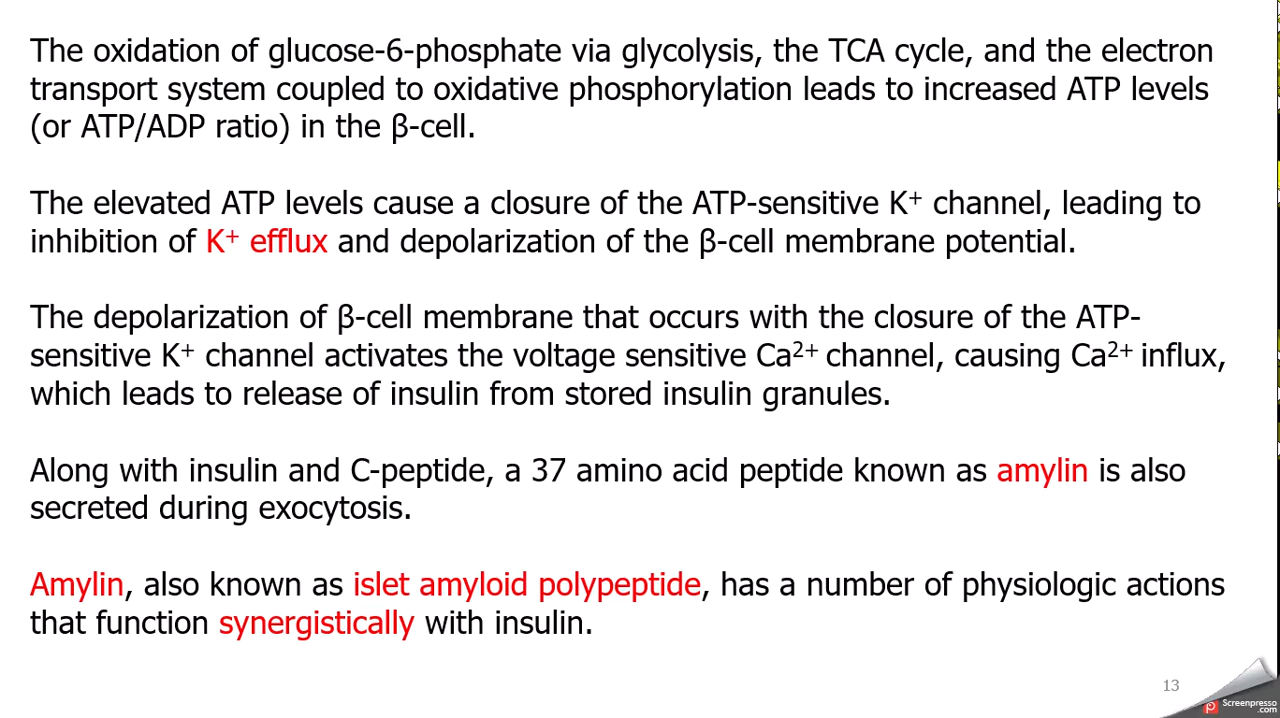 The oxidation of glucose-6-phosphate via glycolysis, the TCA cycle, and the electron
transport system coupled to oxidative phosphorylation leads to increased ATP levels
(or ATP/ADP ratio) in the β-cell.
The elevated ATP levels cause a closure of the ATP-sensitive K⁺ channel, leading to
inhibition of K⁺ efflux and depolarization of the β-cell membrane potential.
The depolarization of β-cell membrane that occurs with the closure of the ATP-
sensitive K⁺ channel activates the voltage sensitive Ca²⁺ channel, causing Ca²⁺ influx,
which leads to release of insulin from stored insulin granules.
Along with insulin and C-peptide, a 37 amino acid peptide known as amylin is also
secreted during exocytosis.
Amylin, also known as islet amyloid polypeptide, has a number of physiologic actions
that function synergistically with insulin.
13
Screenpresso
.com